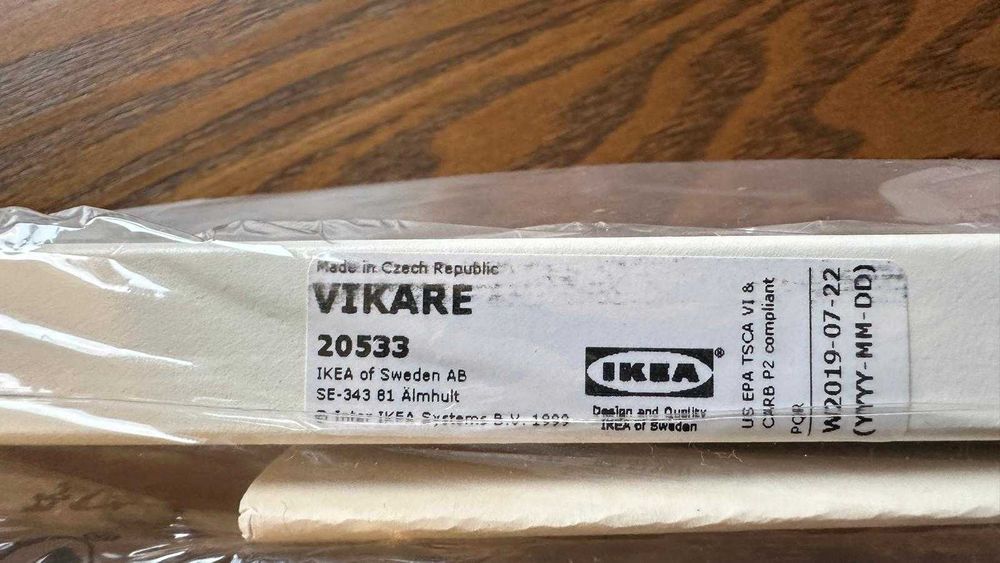 Made in Czech Republic
VIKARE
20533
IKEA of Sweden AB
SE-343 81 Älmhult
© Inter IKEA Systems B.V. 1999
IKEA®
Design and Quality
IKEA of Sweden
US EPA TSCA VI &
CARB P2 compliant
PQR
W2019-07-22
(YYYY-MM-DD)